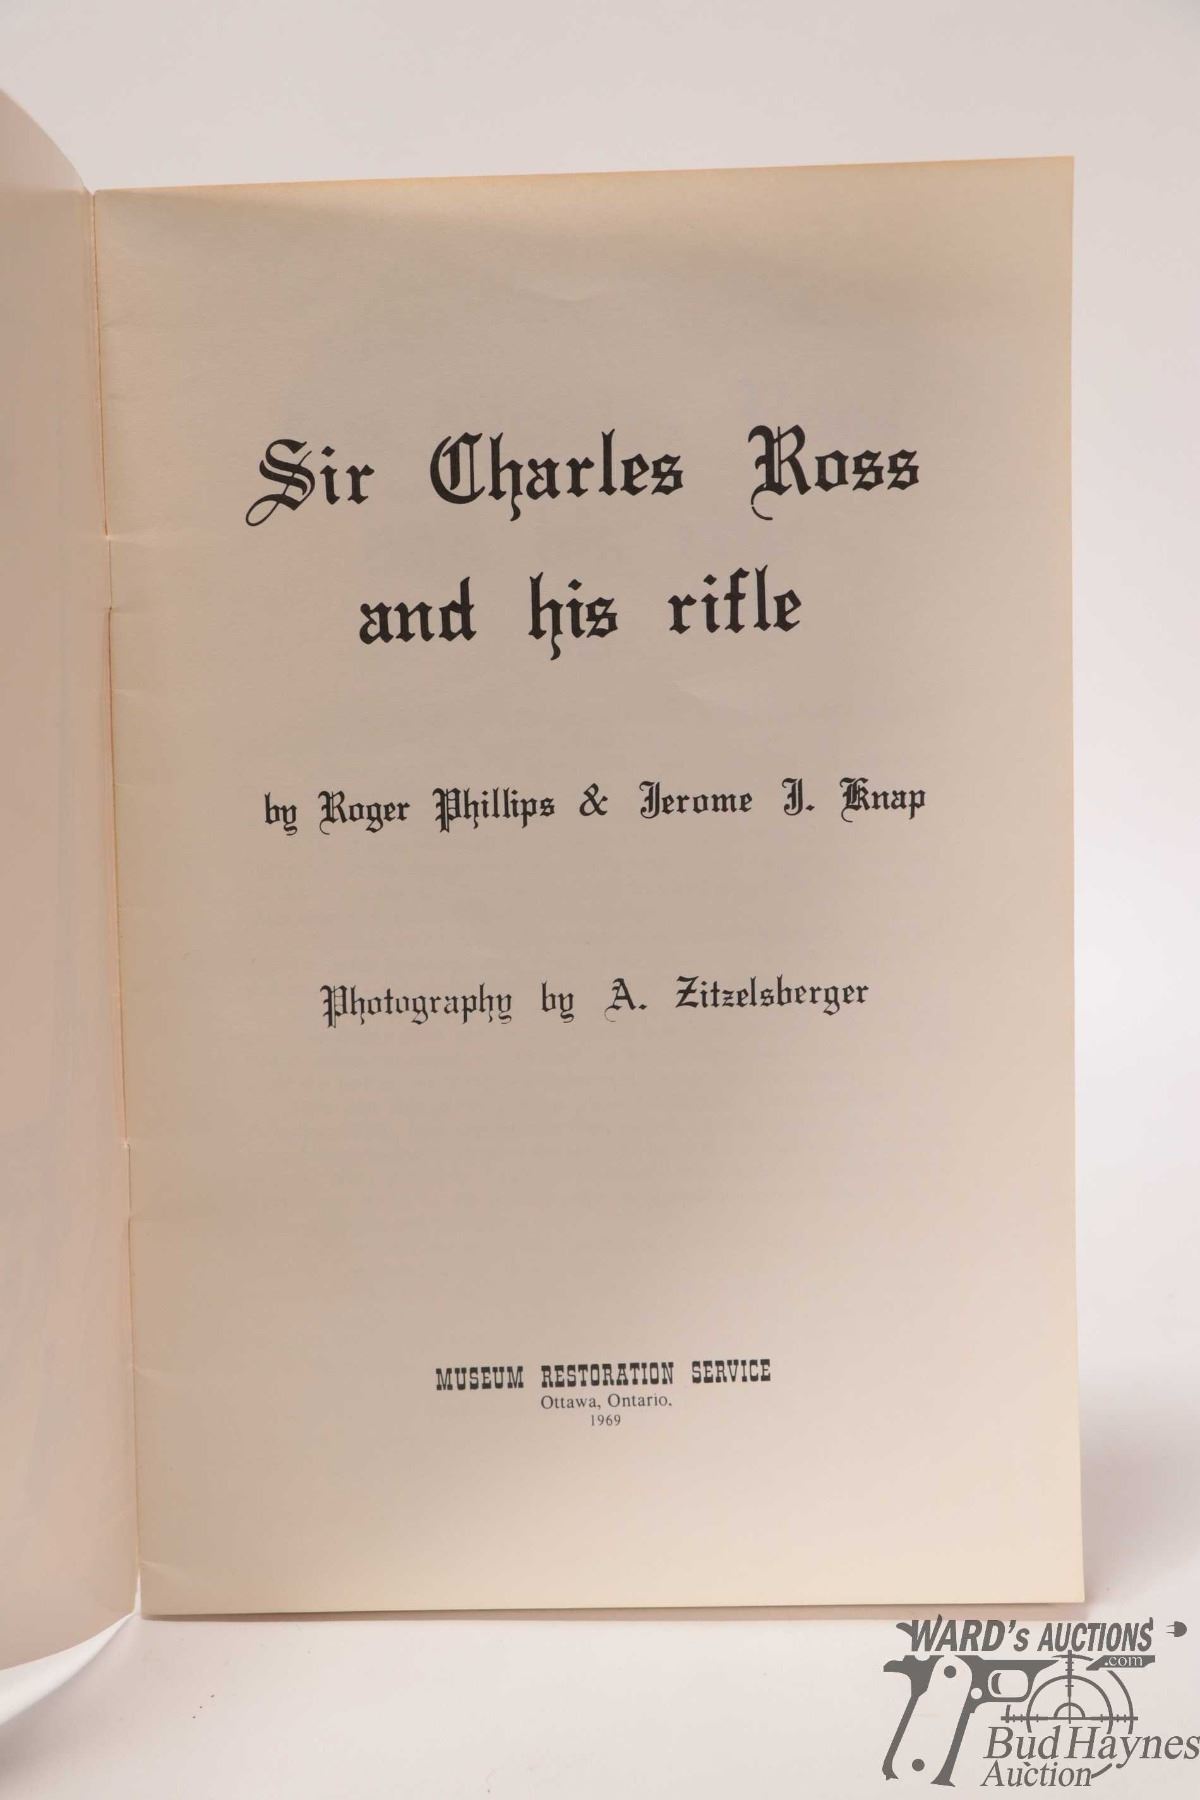 Sir Charles Ross
and his rifle
by Roger Phillips & Jerome J. Knap
Photography by A. Zitzelsberger
MUSEUM RESTORATION SERVICE
Ottawa, Ontario.
1969
WARD's AUCTIONS
.com
Bud Haynes
Auction